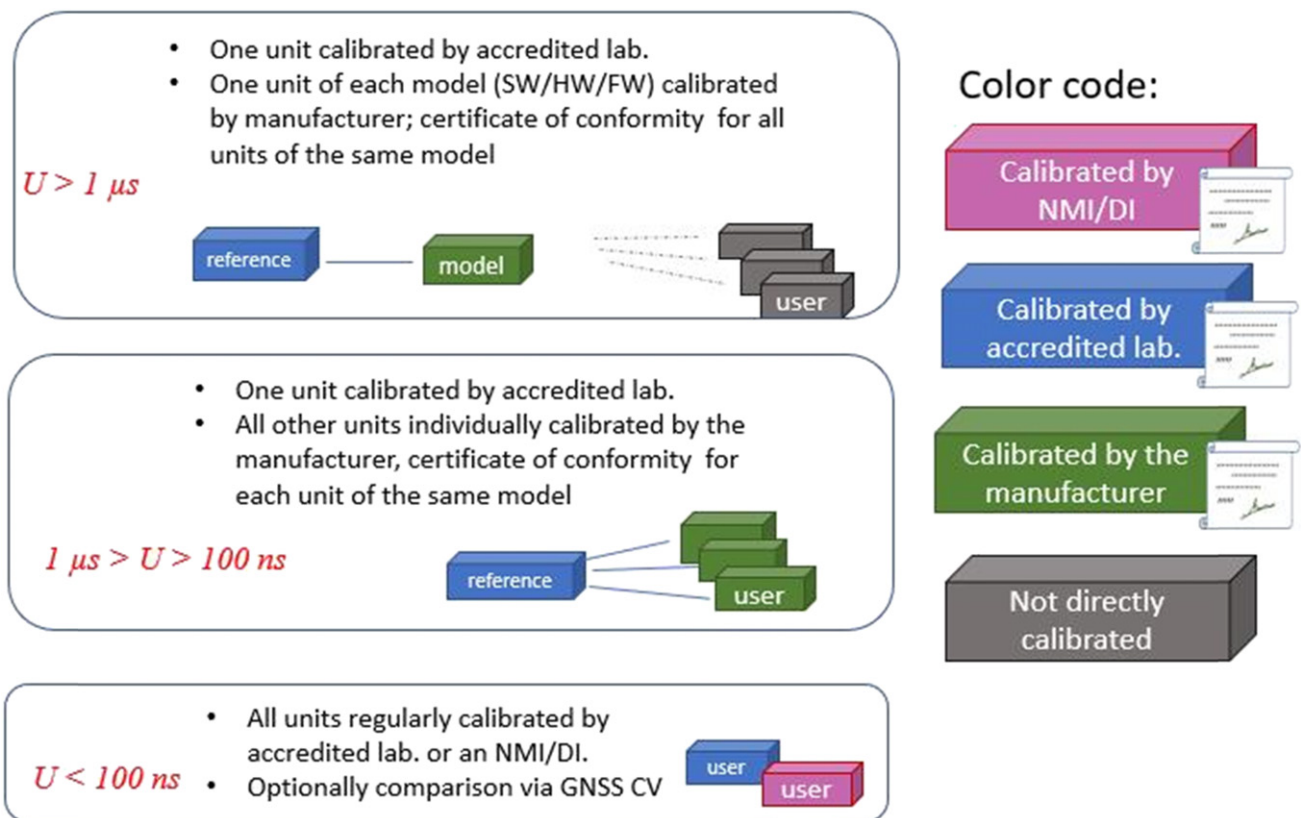 • One unit calibrated by accredited lab.
• One unit of each model (SW/HW/FW) calibrated
by manufacturer; certificate of conformity for all
units of the same model
U > 1 µs
reference
model
user
• One unit calibrated by accredited lab.
• All other units individually calibrated by the
manufacturer, certificate of conformity for
each unit of the same model
1 µs > U > 100 ns
reference
user
• All units regularly calibrated by
accredited lab. or an NMI/DI.
• Optionally comparison via GNSS CV
U < 100 ns
user
user
Color code:
Calibrated by
NMI/DI
Calibrated by
accredited lab.
Calibrated by the
manufacturer
Not directly
calibrated